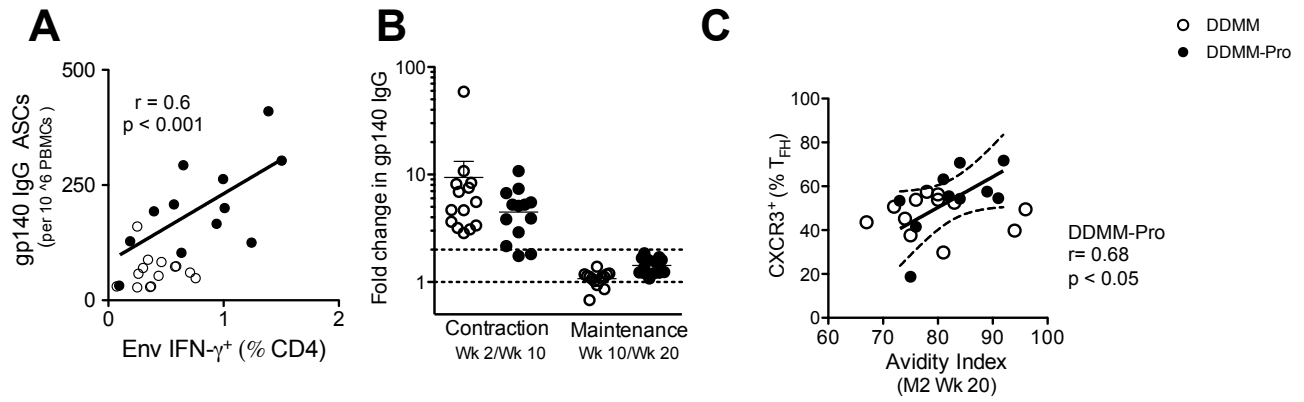 A
B
C
DDMM
DDMM-Pro
gp140 IgG ASCs
(per 10 ^6 PBMCs )
500
250
0
r = 0.6
p < 0.001
0
1
2
Env IFN-γ⁺ (% CD4)
Fold change in gp140 IgG
100
10
1
Contraction
Wk 2/Wk 10
Maintenance
Wk 10/Wk 20
CXCR3⁺ (% T_FH)
100
80
60
40
20
0
60
70
80
90
100
Avidity Index
(M2 Wk 20)
DDMM-Pro
r= 0.68
p < 0.05